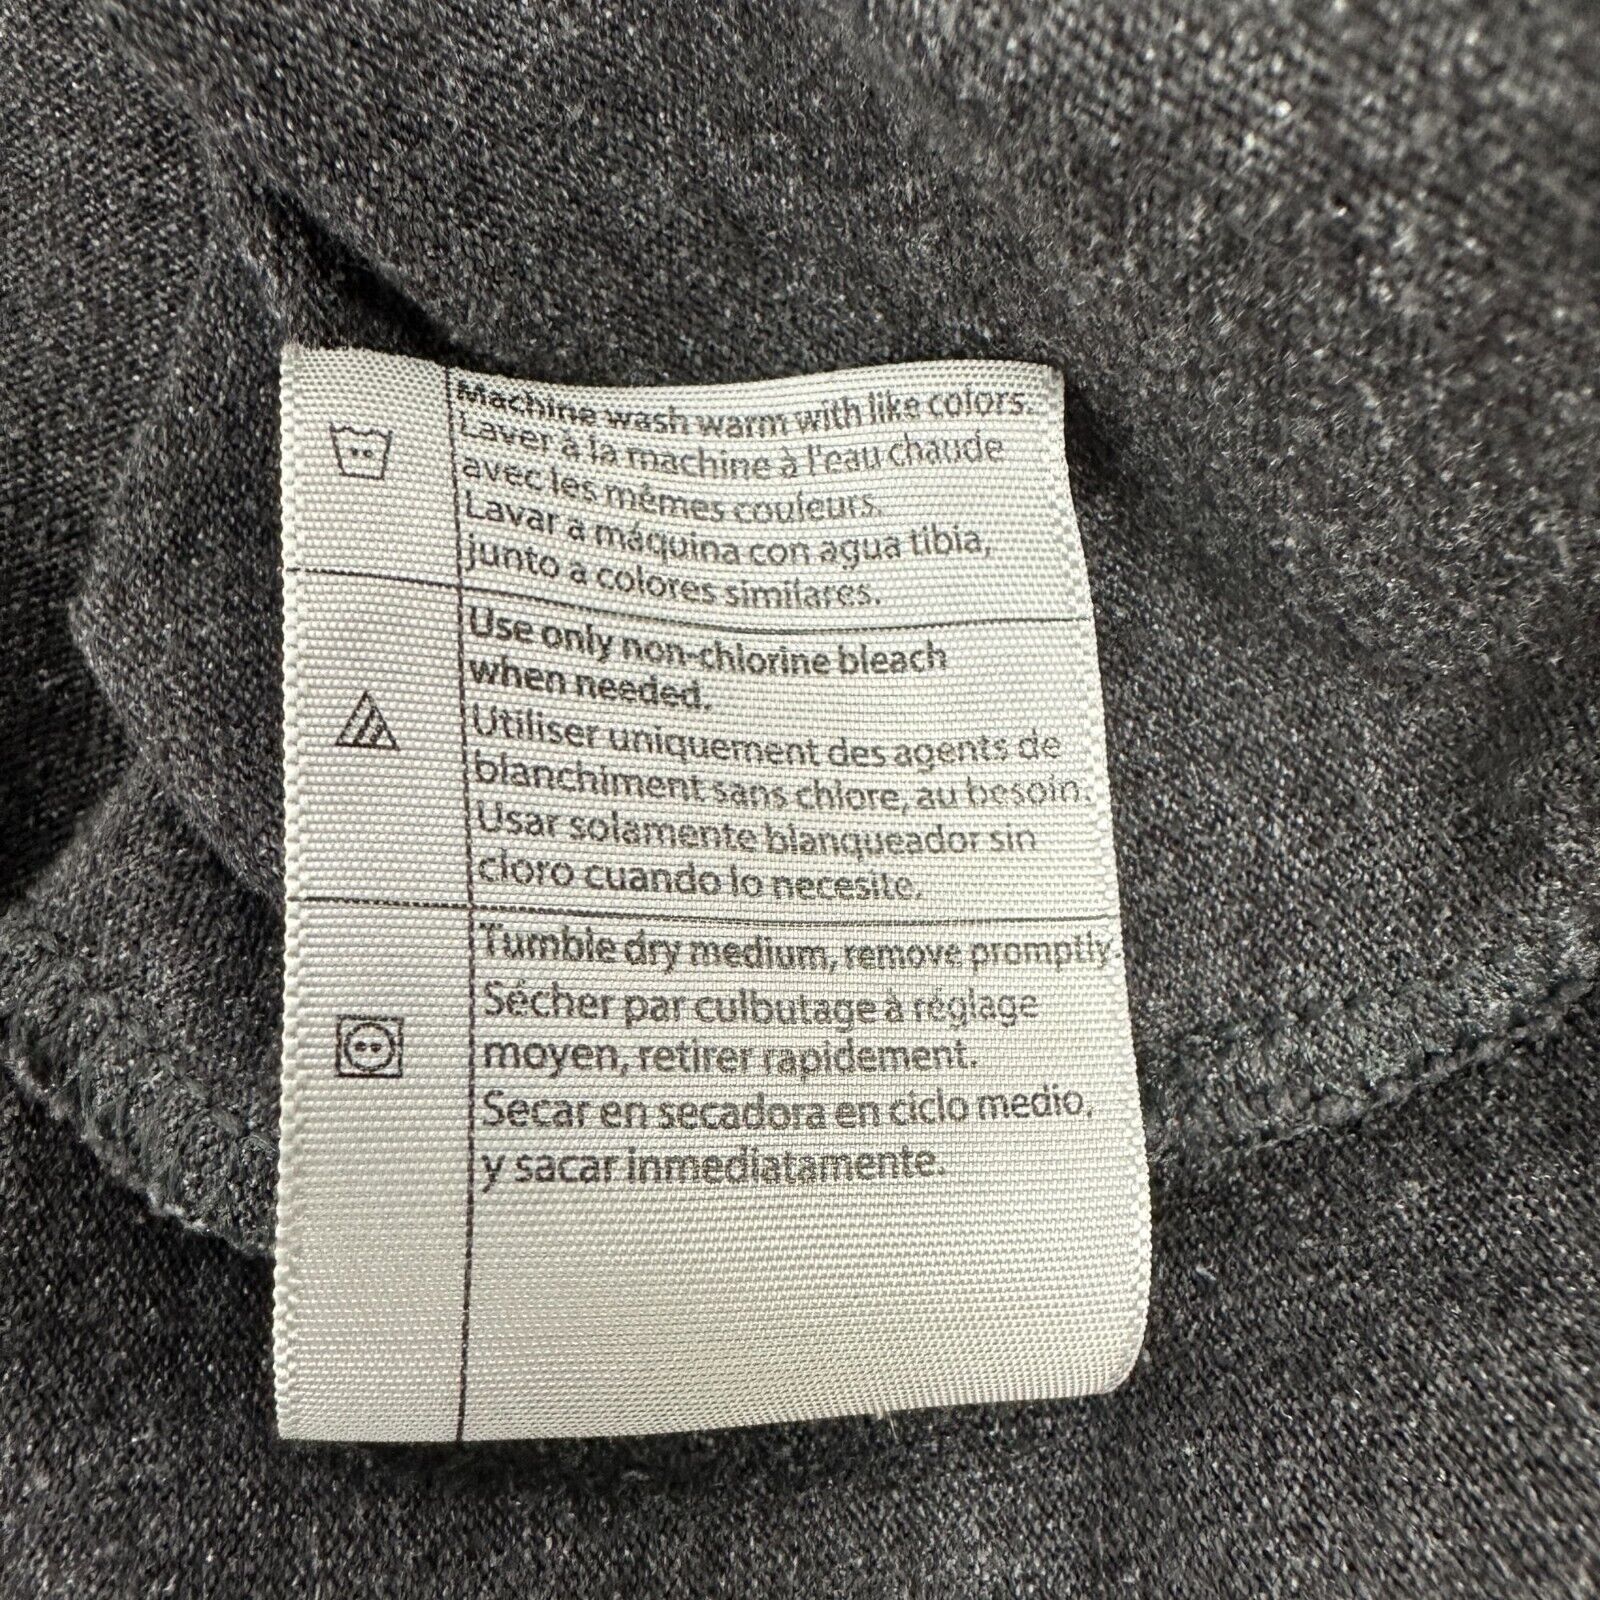 Machine wash warm with like colors.
Laver à la machine à l'eau chaude
avec les mêmes couleurs.
Lavar a máquina con agua tibia,
junto a colores similares.
Use only non-chlorine bleach
when needed.
Utiliser uniquement des agents de
blanchiment sans chlore, au besoin.
Usar solamente blanqueador sin
cloro cuando lo necesite.
Tumble dry medium, remove promptly.
Sécher par culbutage à réglage
moyen, retirer rapidement.
Secar en secadora en ciclo medio,
y sacar inmediatamente.